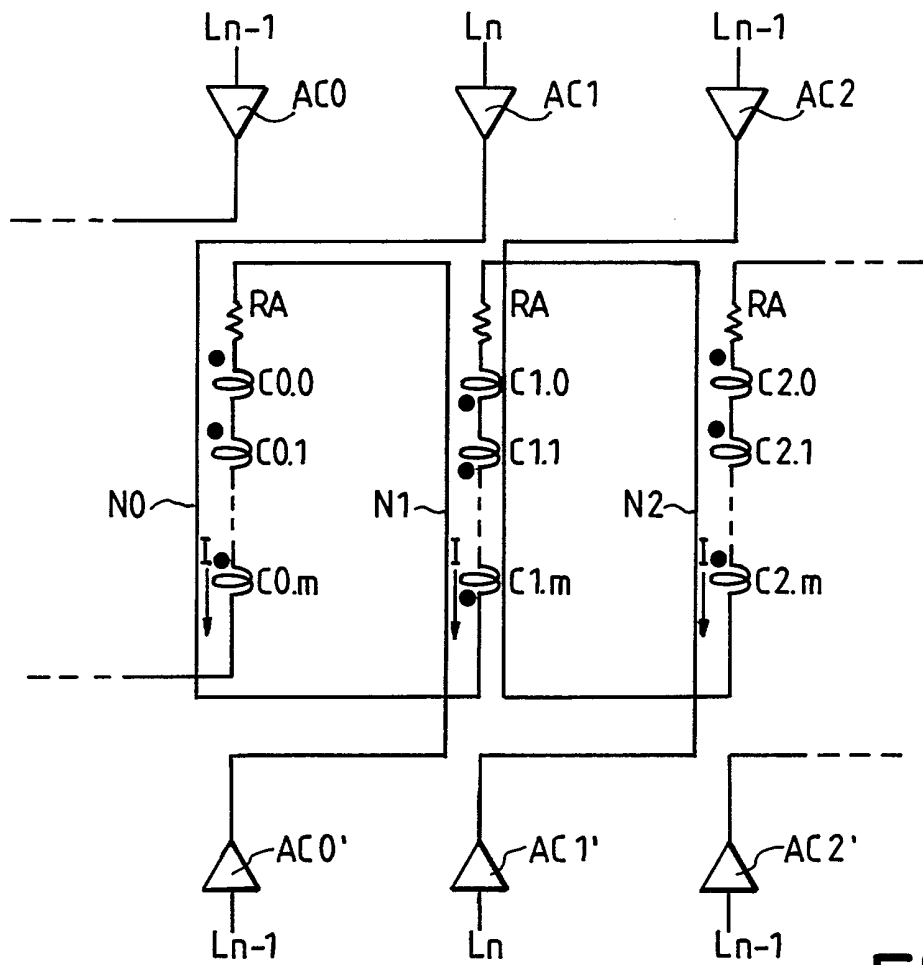 Ln-1 Ln Ln-1
AC0 AC1 AC2
RA RA RA
C0.0 C1.0 C2.0
C0.1 C1.1 C2.1
N0 N1 N2
I I I
C0.m C1.m C2.m
AC0' AC1' AC2'
Ln-1 Ln Ln-1